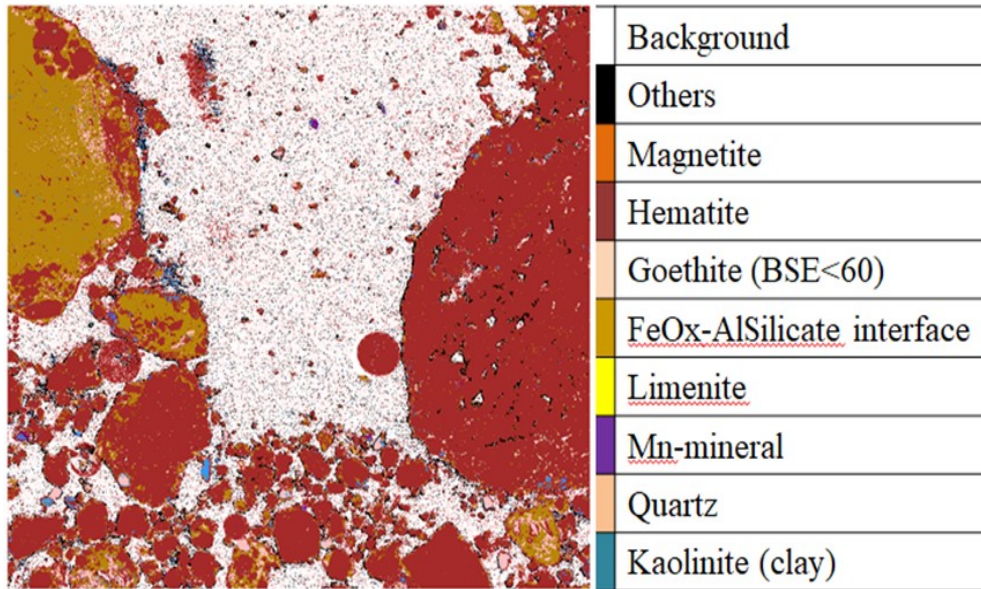 Background
Others
Magnetite
Hematite
Goethite (BSE<60)
FeOx-AlSilicate interface
Limenite
Mn-mineral
Quartz
Kaolinite (clay)